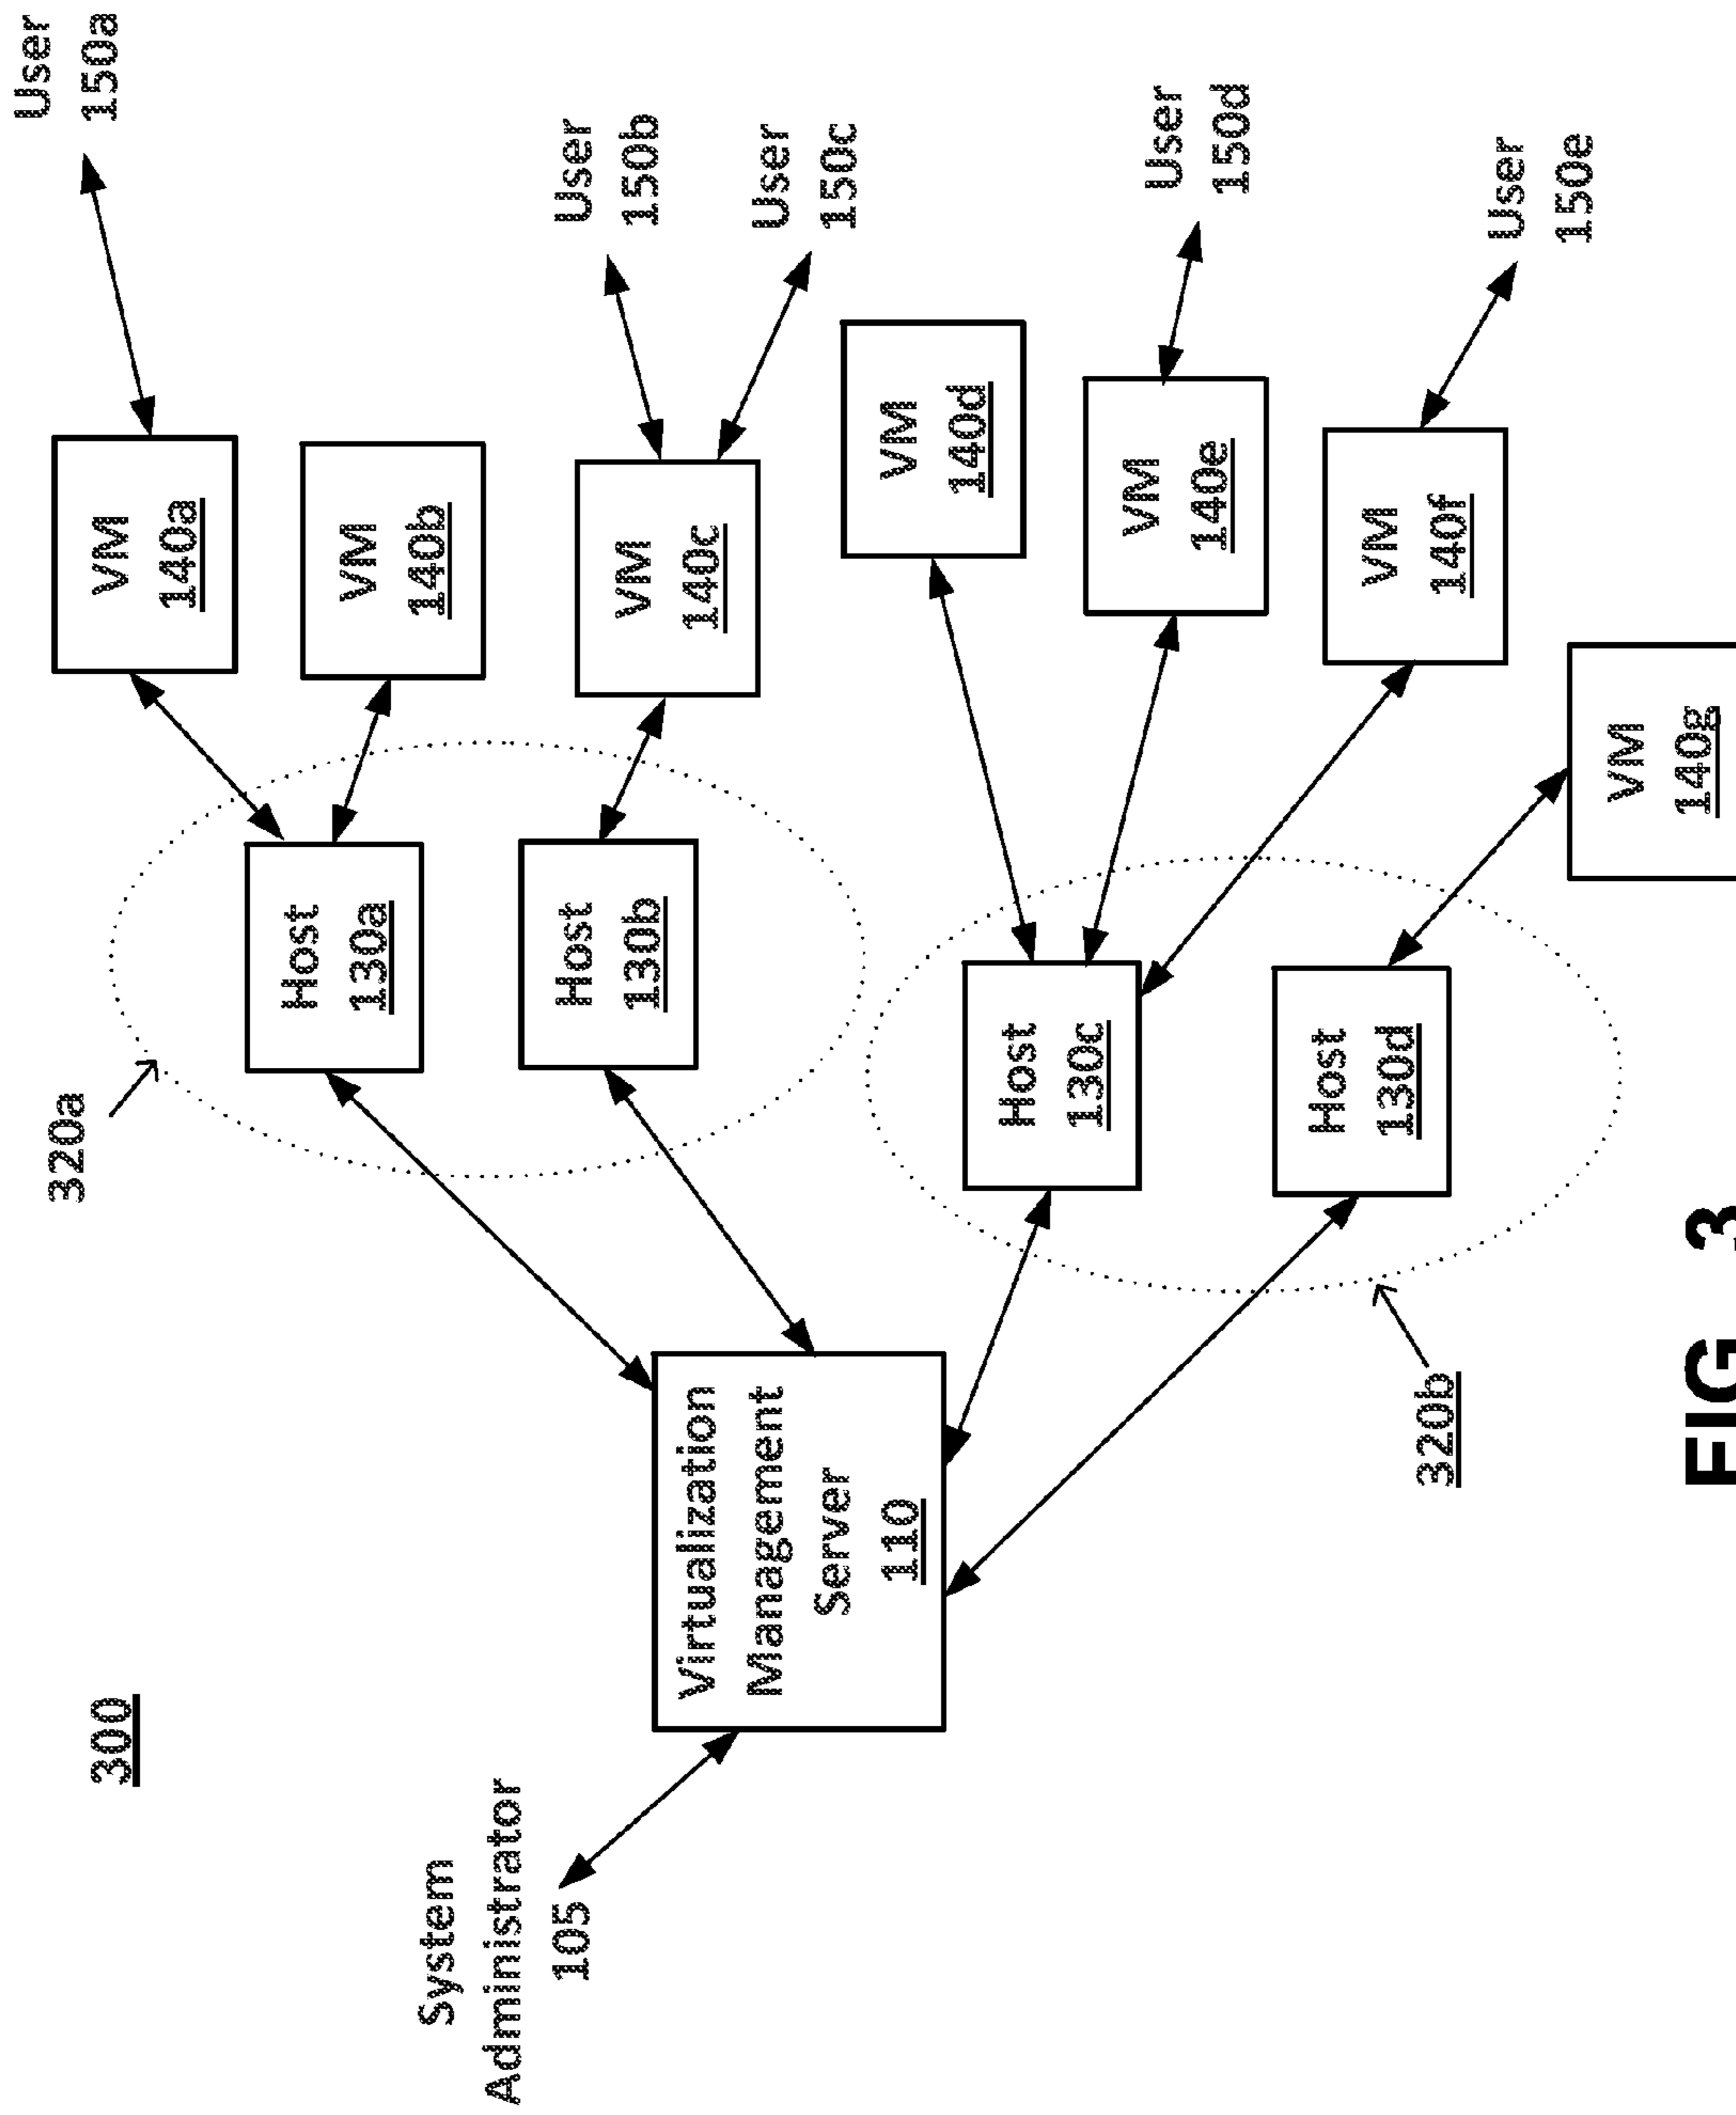 300
System
Administrator
105
Virtualization
Management
Server
110
320a
Host
130a
Host
130b
320b
Host
130c
Host
130d
VM
140a
VM
140b
VM
140c
VM
140d
VM
140e
VM
140f
VM
140g
User
150a
User
150b
User
150c
User
150d
User
150e
FIG. 3